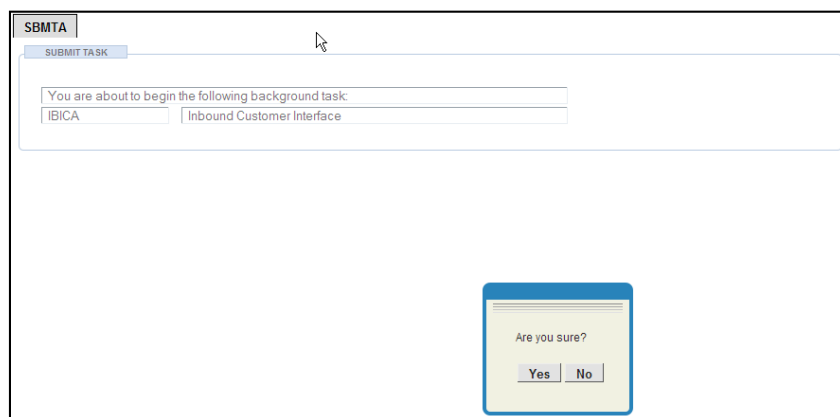 SBMTA
SUBMIT TASK
You are about to begin the following background task:
IBICA Inbound Customer Interface
Are you sure?
Yes No